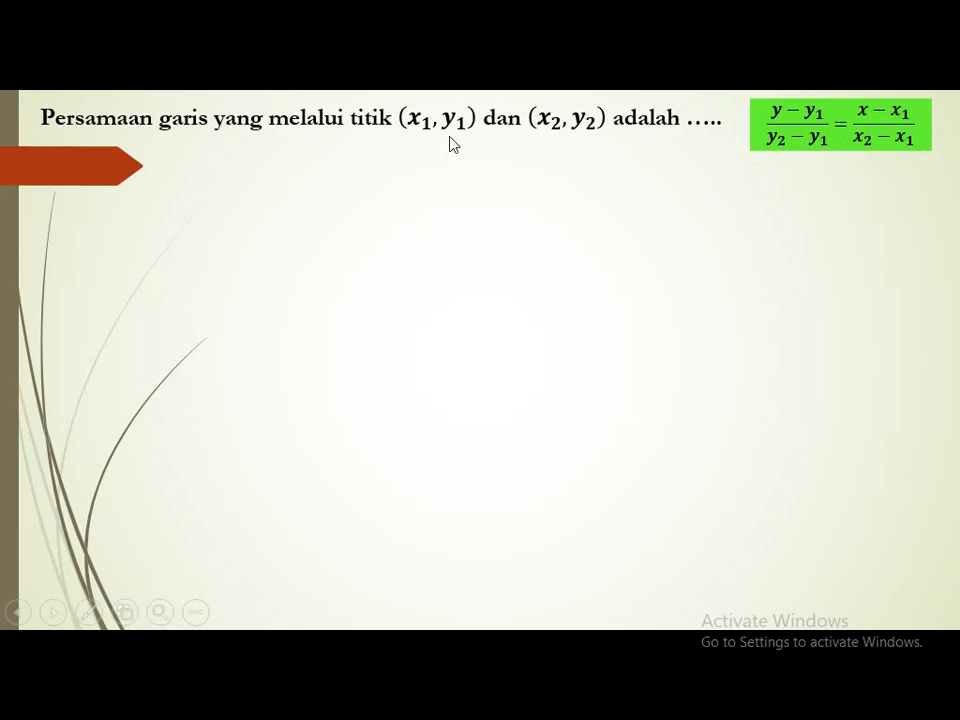 Persamaan garis yang melalui titik (x₁, y₁) dan (x₂, y₂) adalah …..
(y − y₁)/(y₂ − y₁) = (x − x₁)/(x₂ − x₁)
Activate Windows
Go to Settings to activate Windows.